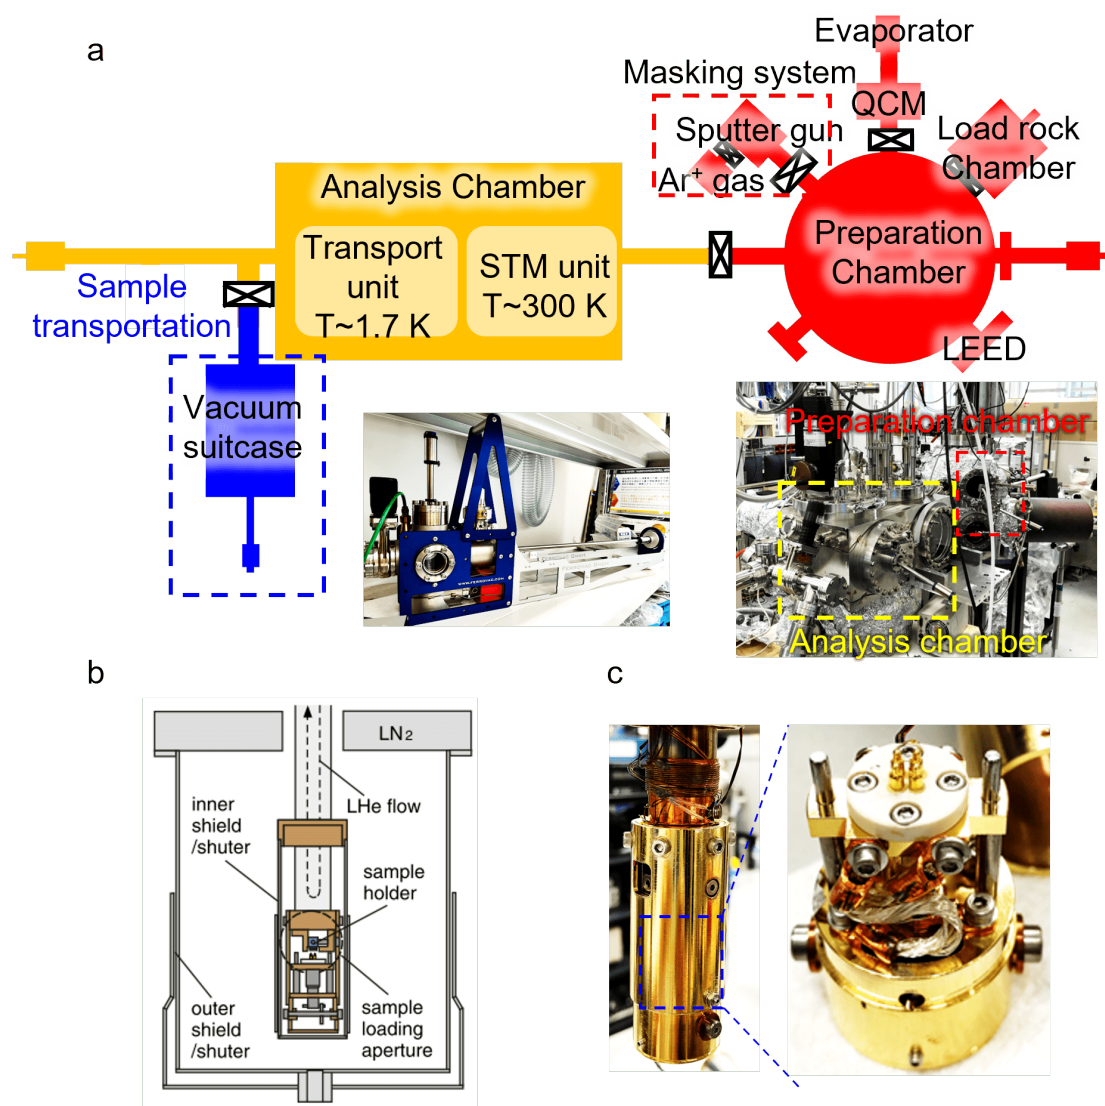 a
Evaporator
Masking system
QCM
Sputter gun
Load rock
Chamber
Ar+ gas
Analysis Chamber
Transport
unit
T~1.7 K
STM unit
T~300 K
Preparation
Chamber
Sample
transportation
LEED
Vacuum
suitcase
Preparation chamber
Analysis chamber
b
LN2
LHe flow
inner
shield
/shuter
sample
holder
outer
shield
/shuter
sample
loading
aperture
c